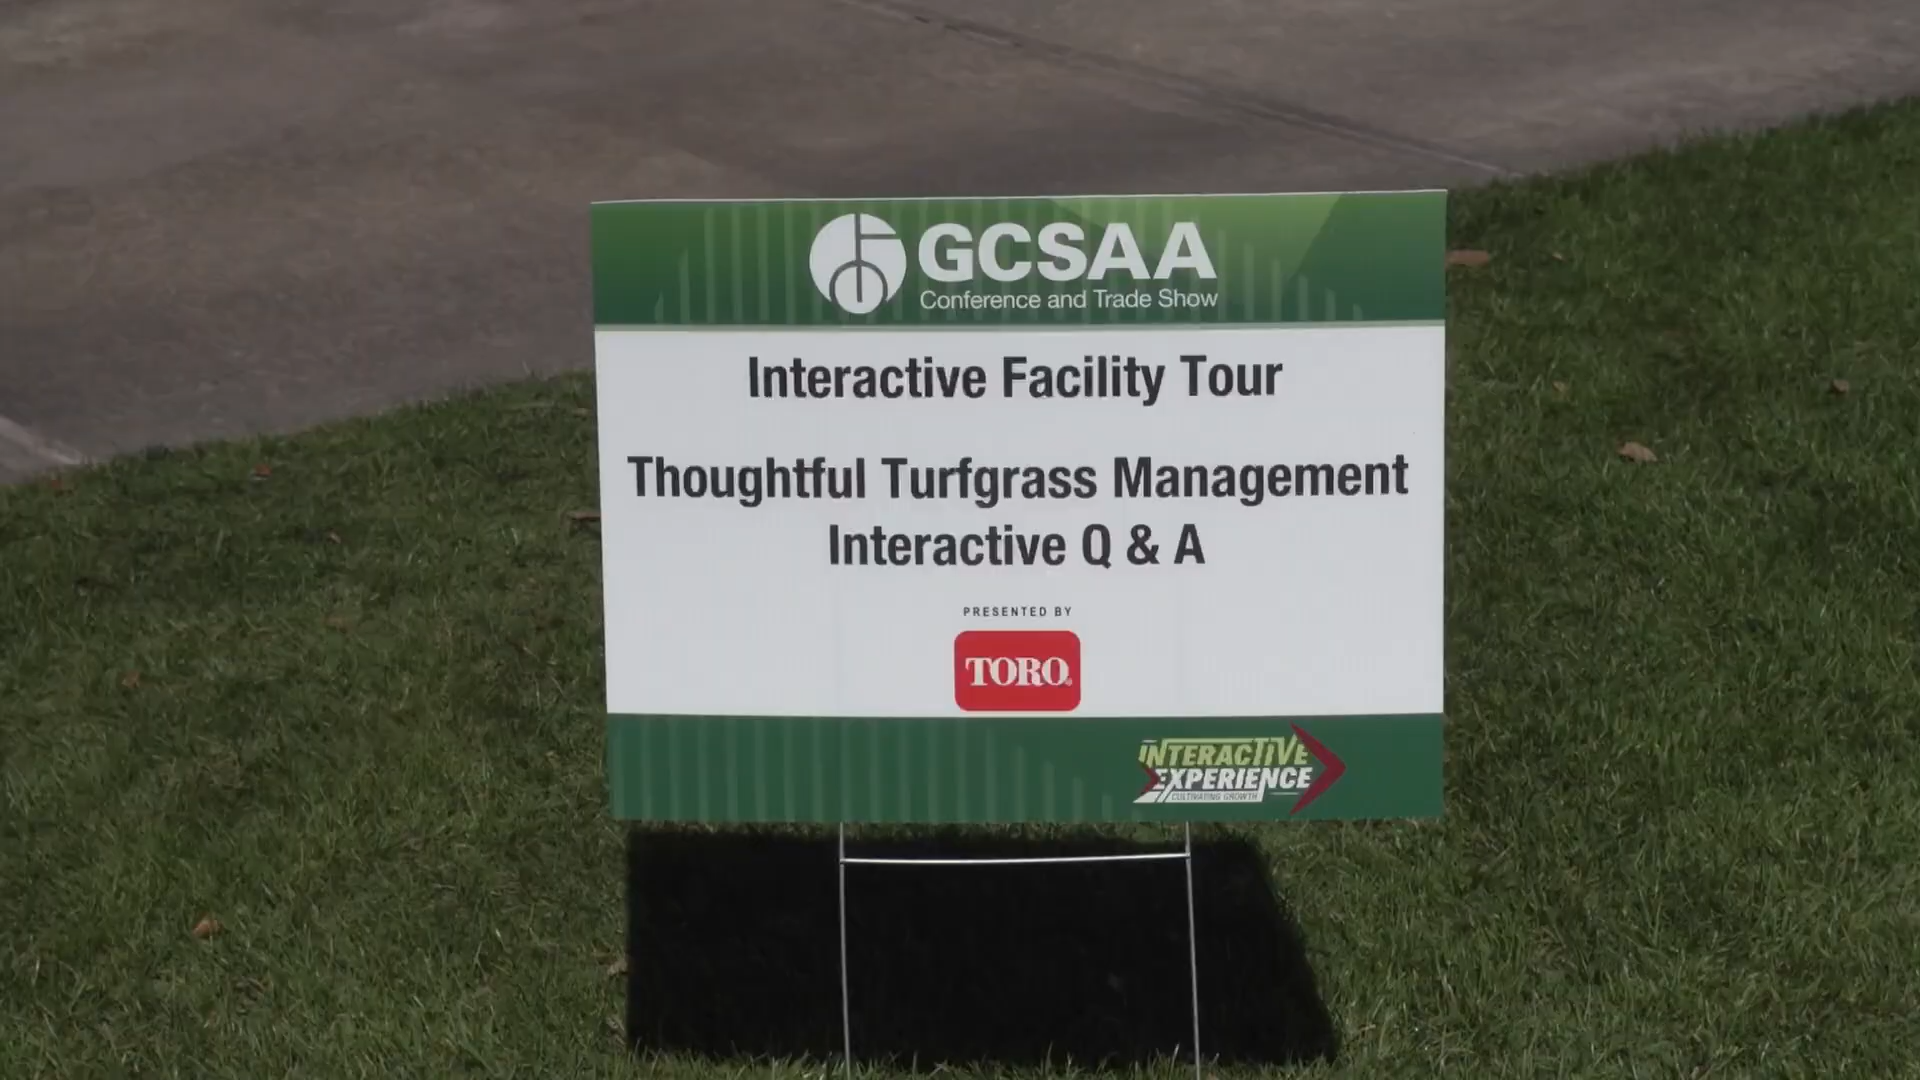 GCSAA
Conference and Trade Show
Interactive Facility Tour
Thoughtful Turfgrass Management
Interactive Q & A
PRESENTED BY
TORO
INTERACTIVE
EXPERIENCE
CULTIVATING GROWTH